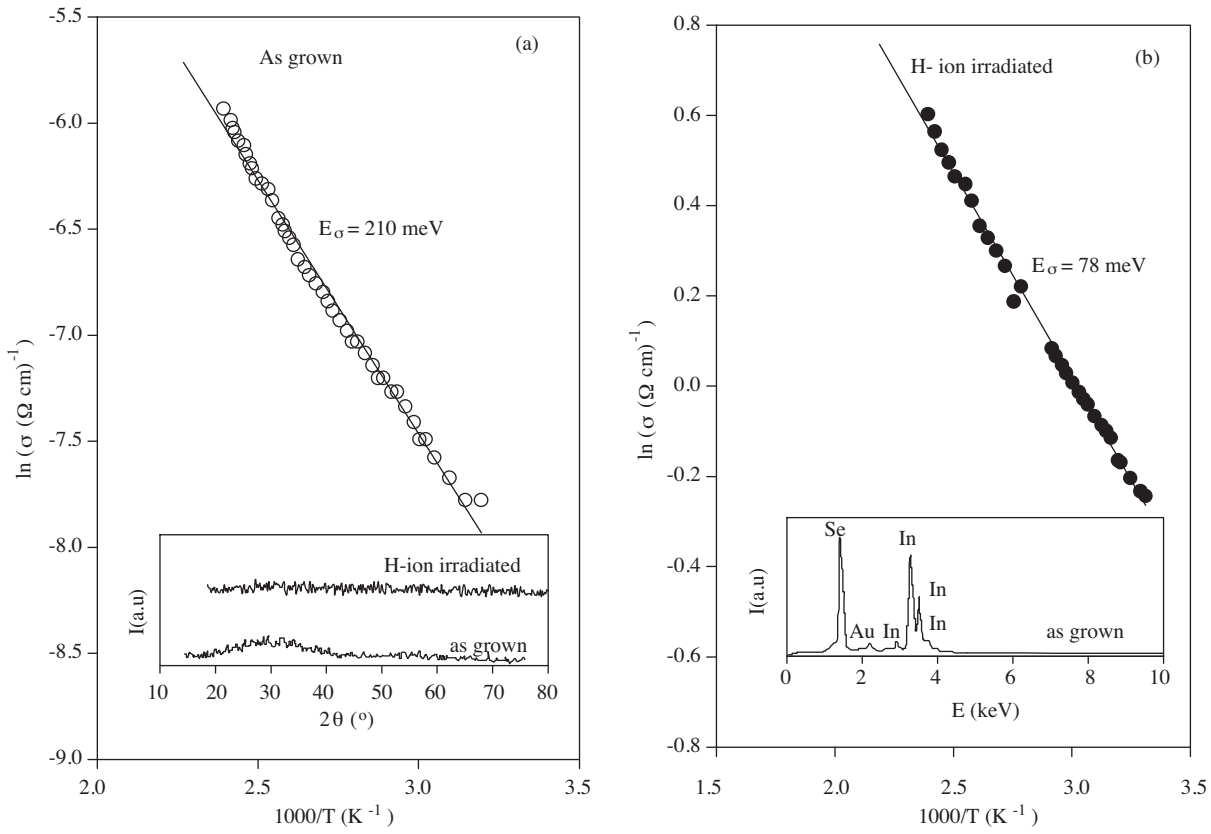 (a)
As grown
E σ = 210 meV
ln ( σ (Ω cm)⁻¹)
-5.5
-6.0
-6.5
-7.0
-7.5
-8.0
-8.5
-9.0
H-ion irradiated
as grown
I(a.u)
10 20 30 40 50 60 70 80
2θ (º)
2.0 2.5 3.0 3.5
1000/T (K⁻¹)
(b)
H- ion irradiated
E σ = 78 meV
ln ( σ (Ω cm)⁻¹)
0.8
0.6
0.4
0.2
0.0
-0.2
-0.4
-0.6
-0.8
Se
Au
In
In
In
In
as grown
I(a.u)
0 2 4 6 8 10
E (keV)
1.5 2.0 2.5 3.0 3.5
1000/T (K⁻¹)